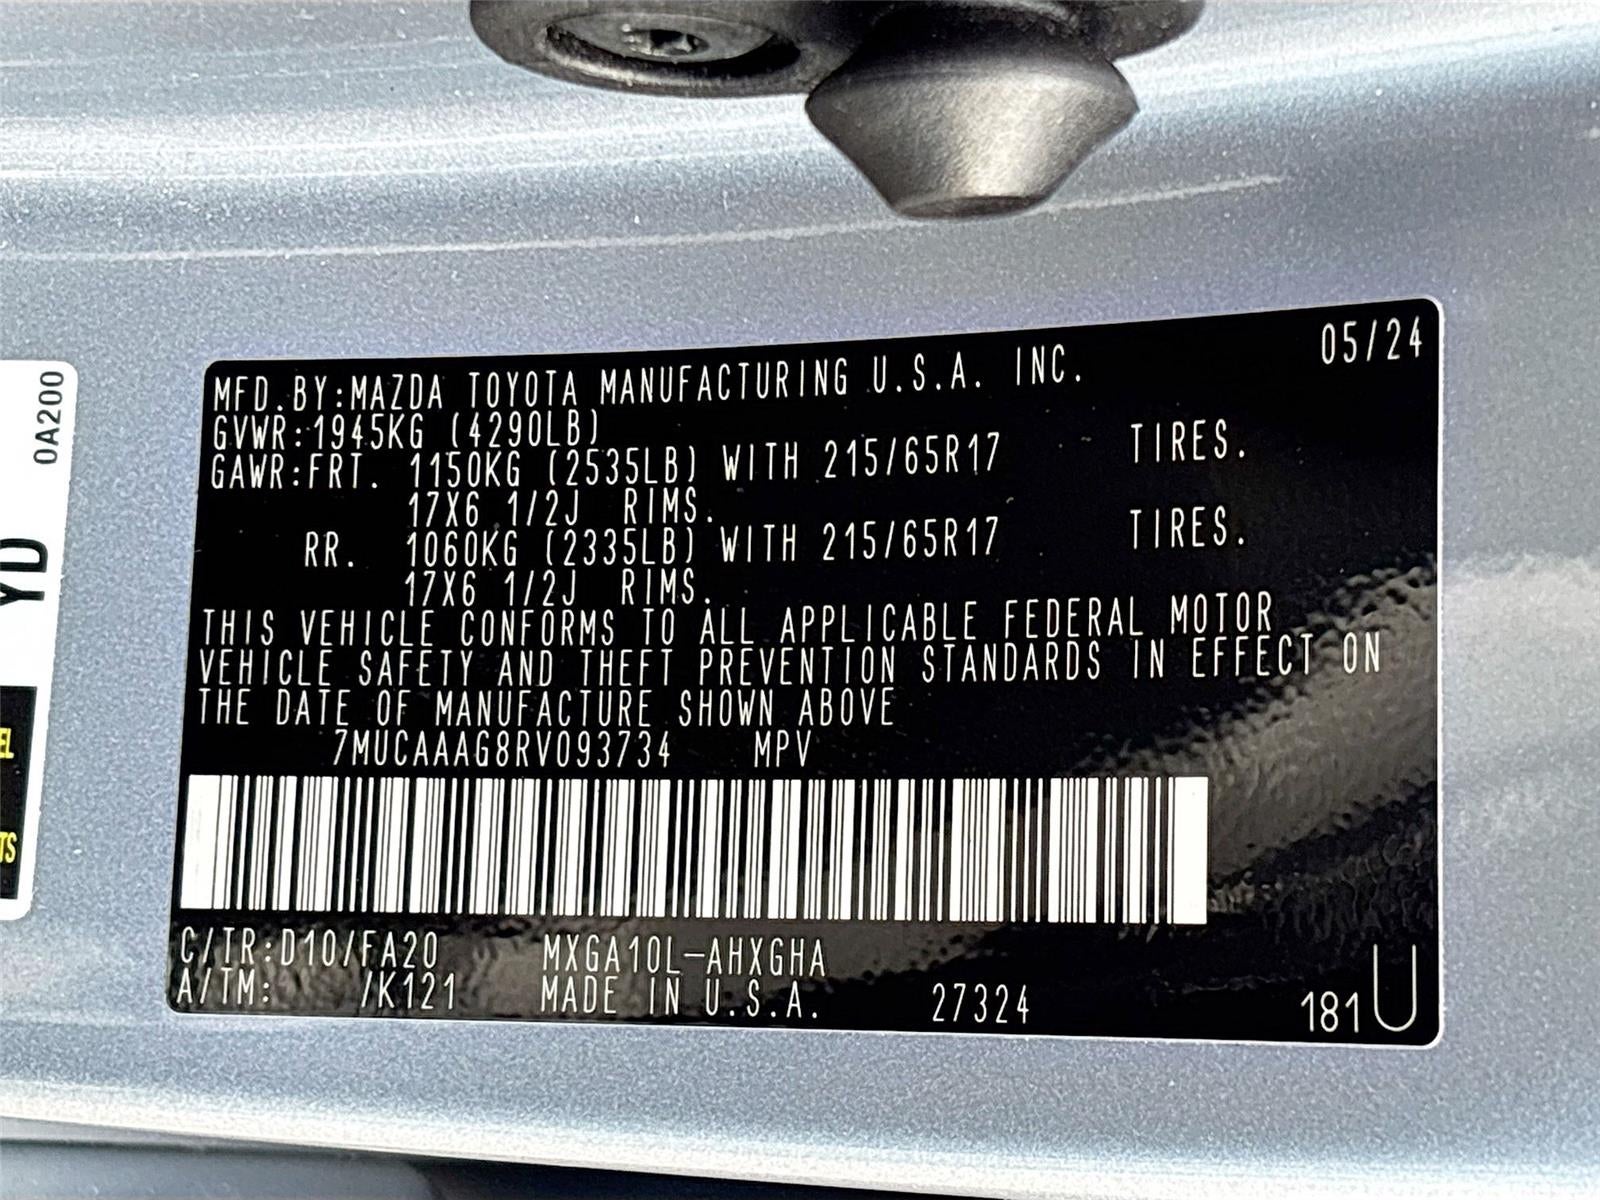 05/24
MFD.BY:MAZDA TOYOTA MANUFACTURING U.S.A. INC.
GVWR:1945KG (4290LB)
GAWR:FRT. 1150KG (2535LB) WITH 215/65R17 TIRES.
17X6 1/2J RIMS.
RR. 1060KG (2335LB) WITH 215/65R17 TIRES.
17X6 1/2J RIMS.
THIS VEHICLE CONFORMS TO ALL APPLICABLE FEDERAL MOTOR
VEHICLE SAFETY AND THEFT PREVENTION STANDARDS IN EFFECT ON
THE DATE OF MANUFACTURE SHOWN ABOVE
7MUCAAAG8RV093734 MPV
C/TR:D10/FA20 MXGA10L-AHXGHA
A/TM: /K121 MADE IN U.S.A. 27324 181U
0A200
YD
EL
TS